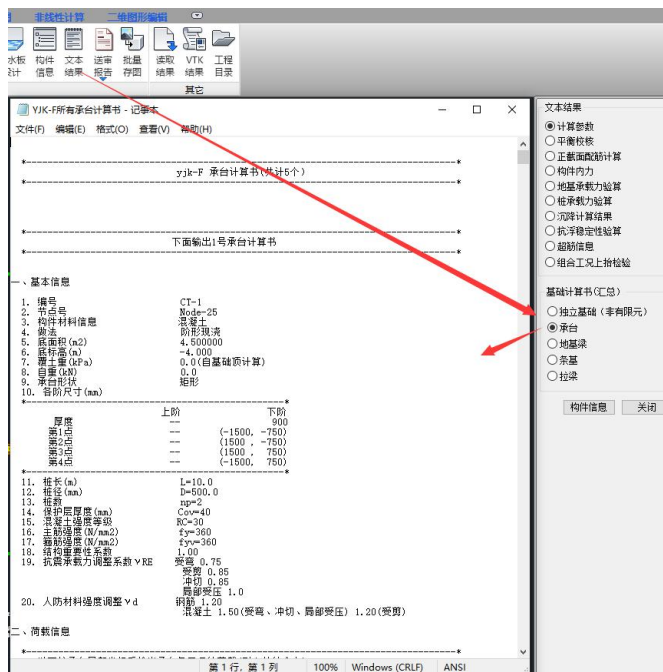 非线性计算 二维图形编辑
水板 构件 文本 送审 批量 读取 VTK 工程
设计 信息 结果 报告 存图 结果 结果 目录
其它
YJK-F所有承台计算书 - 记事本
文件(F) 编辑(E) 格式(O) 查看(V) 帮助(H)
*---*
yjk-F 承台计算书(共计5个)
*---*
*---*
下面输出1号承台计算书
*---*
一、基本信息
1. 编号 CT-1
2. 节点号 Node-25
3. 构件材料信息 混凝土
4. 做法 阶形现浇
5. 底面积(m2) 4.500000
6. 底标高(m) -4.000
7. 覆土重(kPa) 0.0(自基础顶计算)
8. 自重(kN) 0.0
9. 承台形状 矩形
10. 各阶尺寸(mm)
*---*
上阶 下阶
厚度 -- 900
第1点 -- (-1500, -750)
第2点 -- (1500 , -750)
第3点 -- (1500 , 750)
第4点 -- (-1500, 750)
*---*
11. 桩长(m) L=10.0
12. 桩径(mm) D=500.0
13. 桩数 np=2
14. 保护层厚度(mm) Cov=40
15. 混凝土强度等级 RC=30
16. 主筋强度(N/mm2) fy=360
17. 箍筋强度(N/mm2) fyv=360
18. 结构重要性系数 1.00
19. 抗震承载力调整系数γRE 受弯 0.75
受剪 0.85
冲切 0.85
局部受压 1.0
20. 人防材料强度调整γd 钢筋 1.20
混凝土 1.50(受弯、冲切、局部受压) 1.20(受剪)
二、荷载信息
*---*
第 1 行, 第 1 列 100% Windows (CRLF) ANSI
文本结果
计算参数
平衡校核
正截面配筋计算
构件内力
地基承载力验算
桩承载力验算
沉降计算结果
抗浮稳定性验算
超筋信息
组合工况上抬检验
基础计算书(汇总)
独立基础（非有限元）
承台
地基梁
条基
拉梁
构件信息 关闭